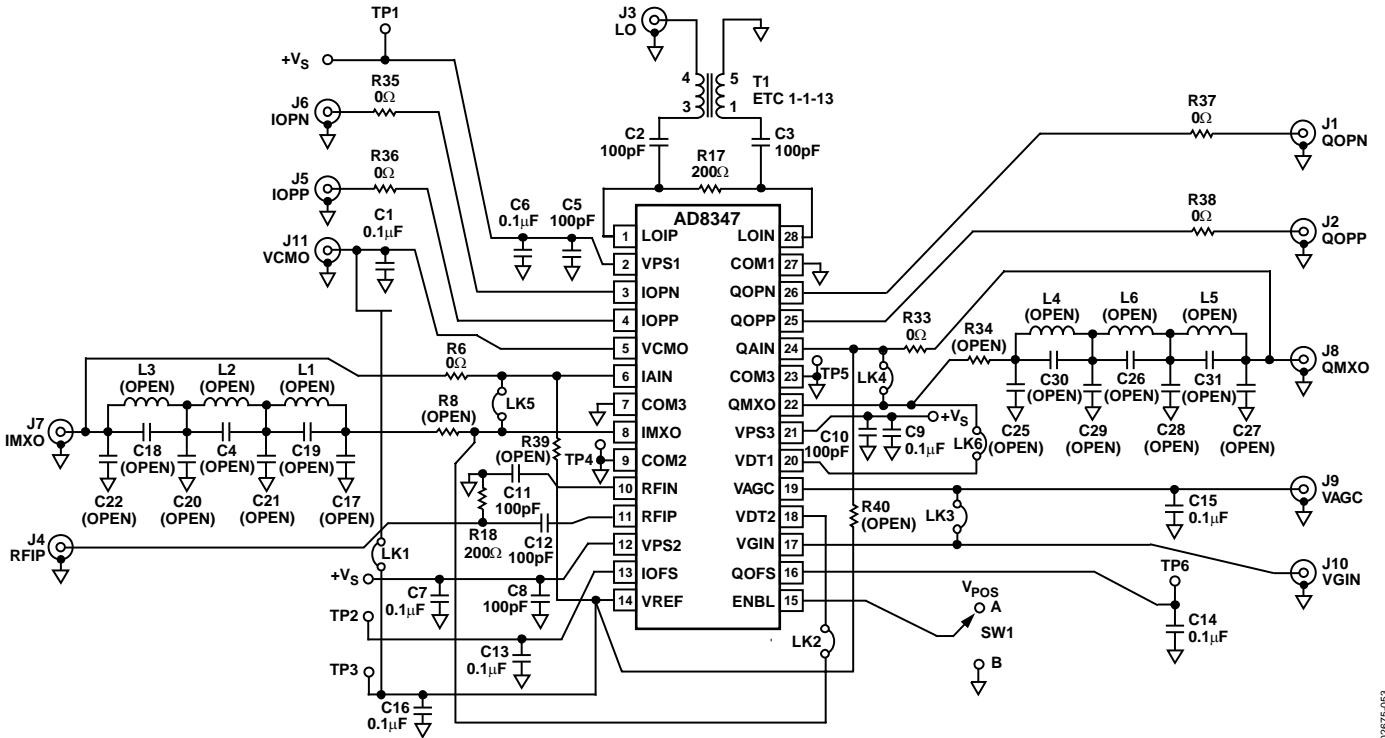 TP1
+VS
J3
LO
4
3
5
1
T1
ETC 1-1-13
R35
0Ω
J6
IOPN
R36
0Ω
J5
IOPP
C2
100pF
R17
200Ω
C3
100pF
R37
0Ω
J1
QOPN
R38
0Ω
J2
QOPP
J11
VCMO
C1
0.1μF
C6
0.1μF
C5
100pF
AD8347
1 LOIP
2 VPS1
3 IOPN
4 IOPP
5 VCMO
6 IAIN
7 COM3
8 IMXO
9 COM2
10 RFIN
11 RFIP
12 VPS2
13 IOFS
14 VREF
LOIN 28
COM1 27
QOPN 26
QOPP 25
QAIN 24
COM3 23
QMXO 22
VPS3 21
VDT1 20
VAGC 19
VDT2 18
VGIN 17
QOFS 16
ENBL 15
R6
0Ω
L3
(OPEN)
L2
(OPEN)
L1
(OPEN)
R8
(OPEN)
LK5
J7
IMXO
C18
(OPEN)
C4
(OPEN)
C19
(OPEN)
C22
(OPEN)
C20
(OPEN)
C21
(OPEN)
C17
(OPEN)
R39
(OPEN)
TP4
C11
100pF
R18
200Ω
C12
100pF
J4
RFIP
LK1
+VS
C7
0.1μF
C8
100pF
TP2
C13
0.1μF
TP3
C16
0.1μF
R33
0Ω
R34
(OPEN)
L4
(OPEN)
L6
(OPEN)
L5
(OPEN)
TP5
LK4
C30
(OPEN)
C26
(OPEN)
C31
(OPEN)
J8
QMXO
C25
(OPEN)
C29
(OPEN)
C28
(OPEN)
C27
(OPEN)
+VS
C10
100pF
C9
0.1μF
LK6
J9
VAGC
R40
(OPEN)
LK3
C15
0.1μF
J10
VGIN
TP6
C14
0.1μF
VPOS
A
SW1
B
LK2
02675-053